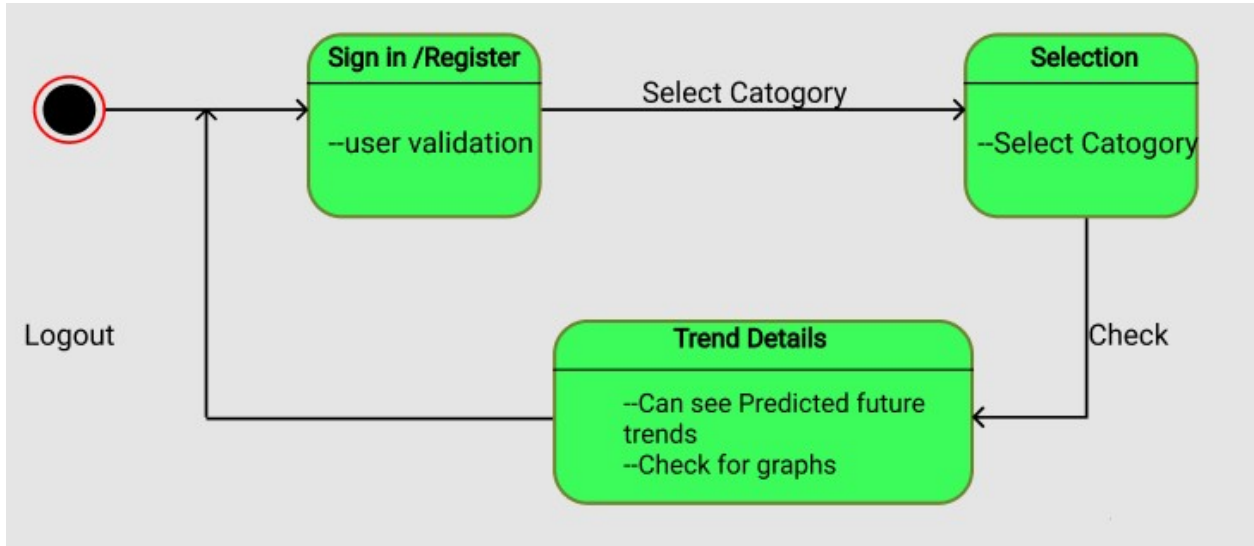 Sign in /Register
--user validation
Select Catogory
Selection
--Select Catogory
Logout
Check
Trend Details
--Can see Predicted future
trends
--Check for graphs